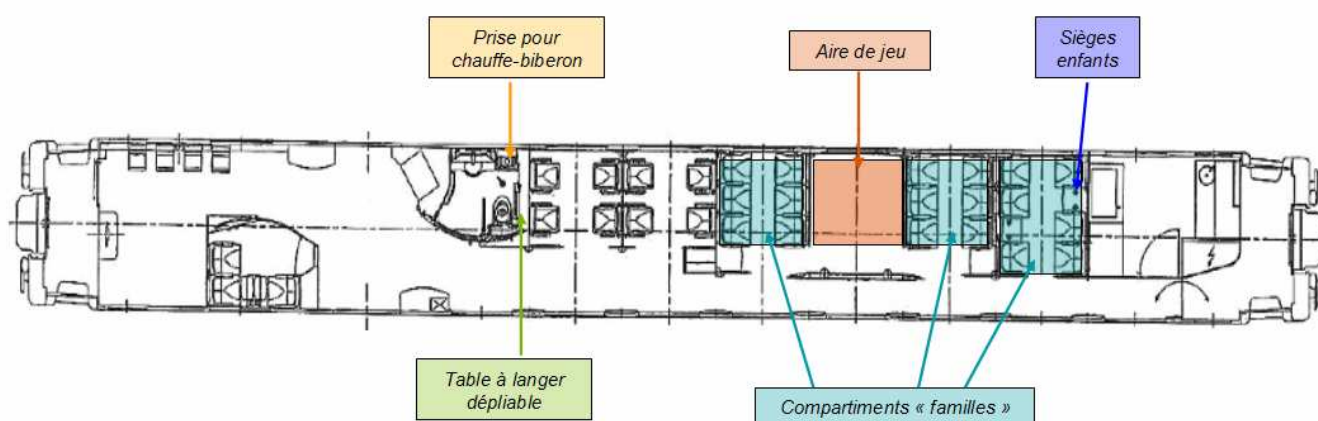 Prise pour
chauffe-biberon
Aire de jeu
Sièges
enfants
Table à langer
dépliable
Compartiments « familles »